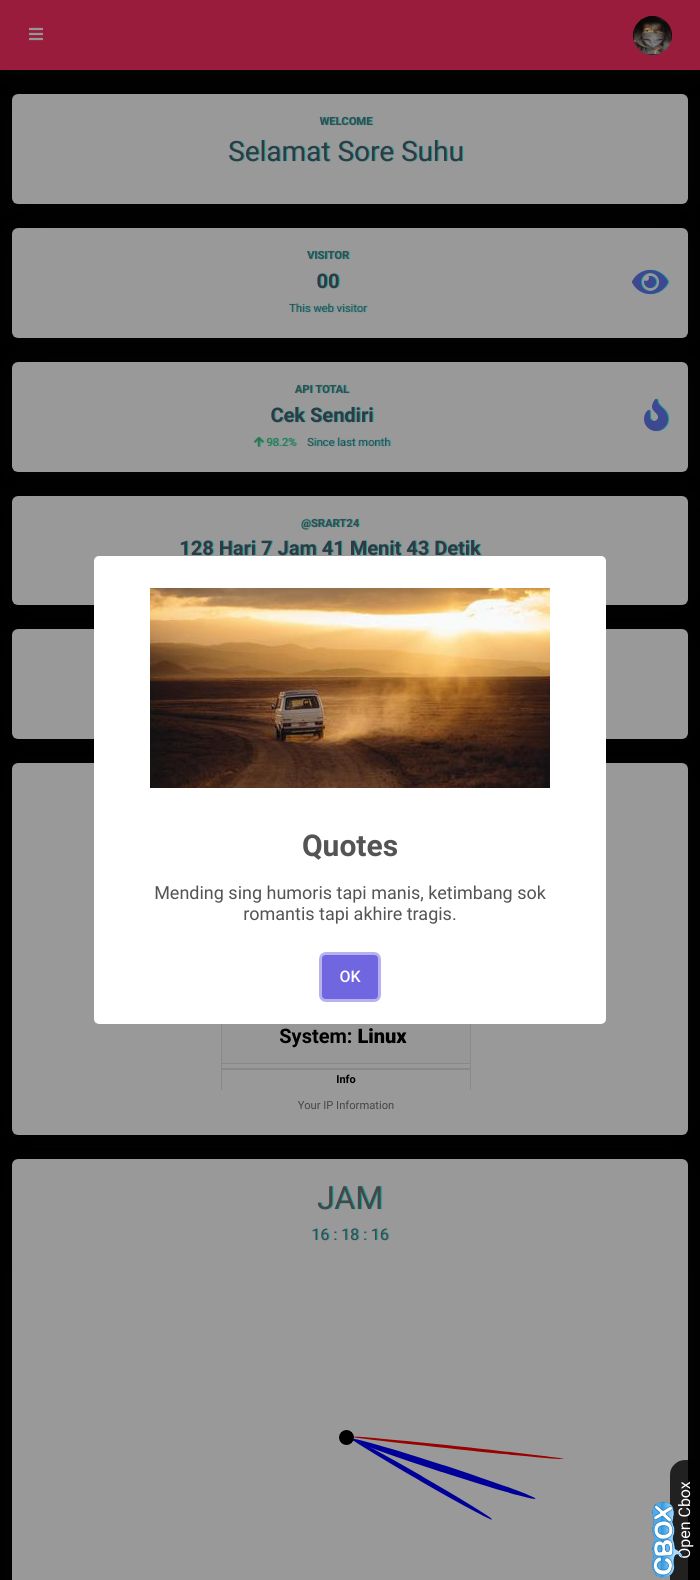 WELCOME
Selamat Sore Suhu
VISITOR
00
This web visitor
API TOTAL
Cek Sendiri
98.2% Since last month
@SRART24
128 Hari 7 Jam 41 Menit 43 Detik
Quotes
Mending sing humoris tapi manis, ketimbang sok
romantis tapi akhire tragis.
OK
System: Linux
Info
Your IP Information
JAM
16 : 18 : 16
CBOX
Open Cbox